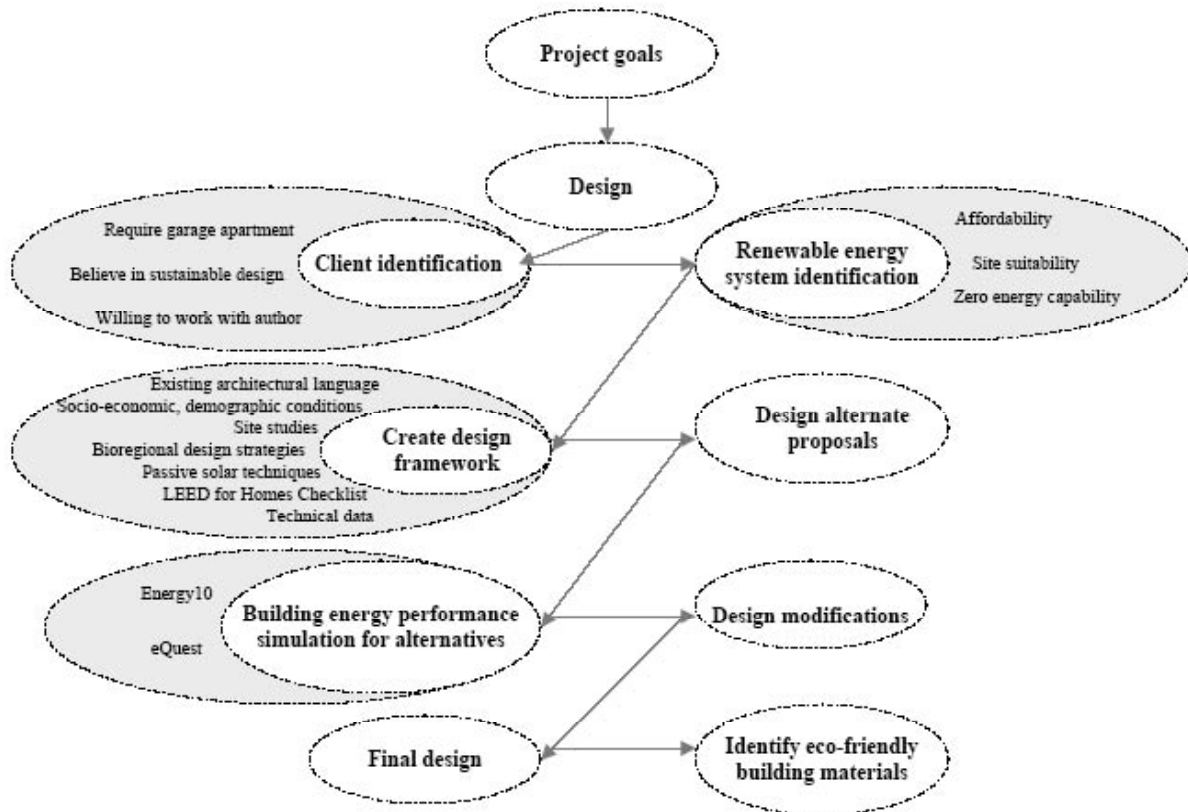 Project goals
Design
Require garage apartment
Believe in sustainable design
Willing to work with author
Client identification
Renewable energy
system identification
Affordability
Site suitability
Zero energy capability
Existing architectural language
Socio-economic, demographic conditions
Site studies
Bioregional design strategies
Passive solar techniques
LEED for Homes Checklist
Technical data
Create design
framework
Design alternate
proposals
Energy10
eQuest
Building energy performance
simulation for alternatives
Design modifications
Final design
Identify eco-friendly
building materials